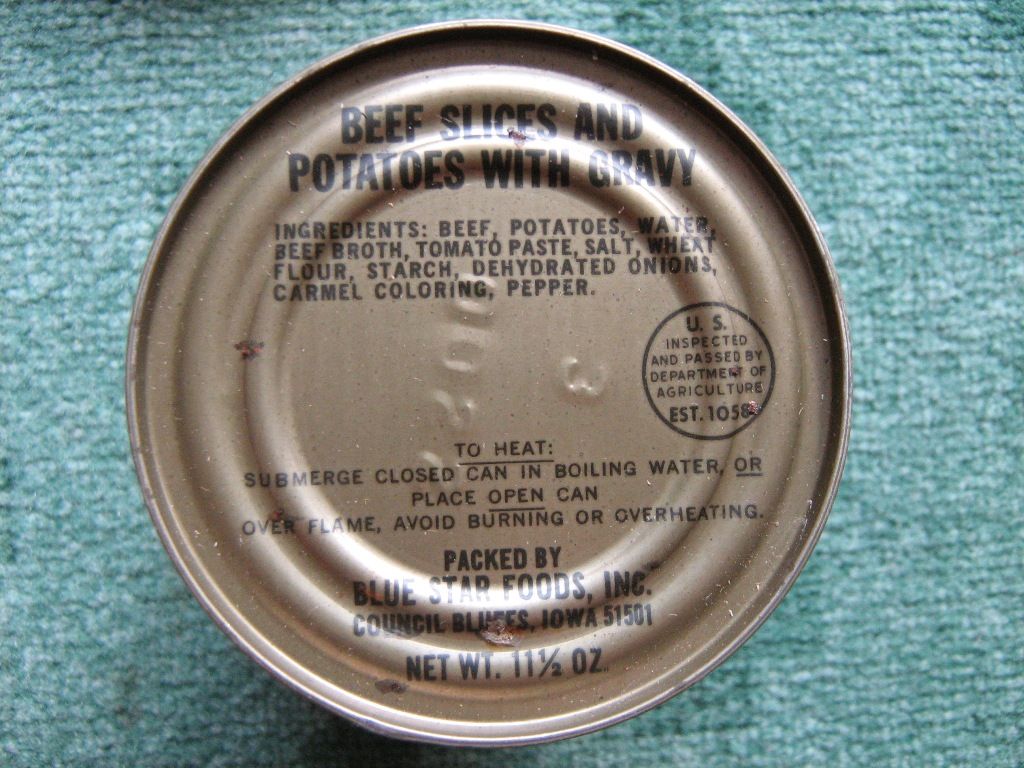 BEEF SLICES AND
POTATOES WITH GRAVY
INGREDIENTS: BEEF, POTATOES, WATER,
BEEF BROTH, TOMATO PASTE, SALT, WHEAT
FLOUR, STARCH, DEHYDRATED ONIONS,
CARMEL COLORING, PEPPER.
U. S.
INSPECTED
AND PASSED BY
DEPARTMENT OF
AGRICULTURE
EST. 1058
3
TO HEAT:
SUBMERGE CLOSED CAN IN BOILING WATER, OR
PLACE OPEN CAN
OVER FLAME, AVOID BURNING OR OVERHEATING.
PACKED BY
BLUE STAR FOODS, INC.
COUNCIL BLUFFS, IOWA 51501
NET WT. 11½ OZ.